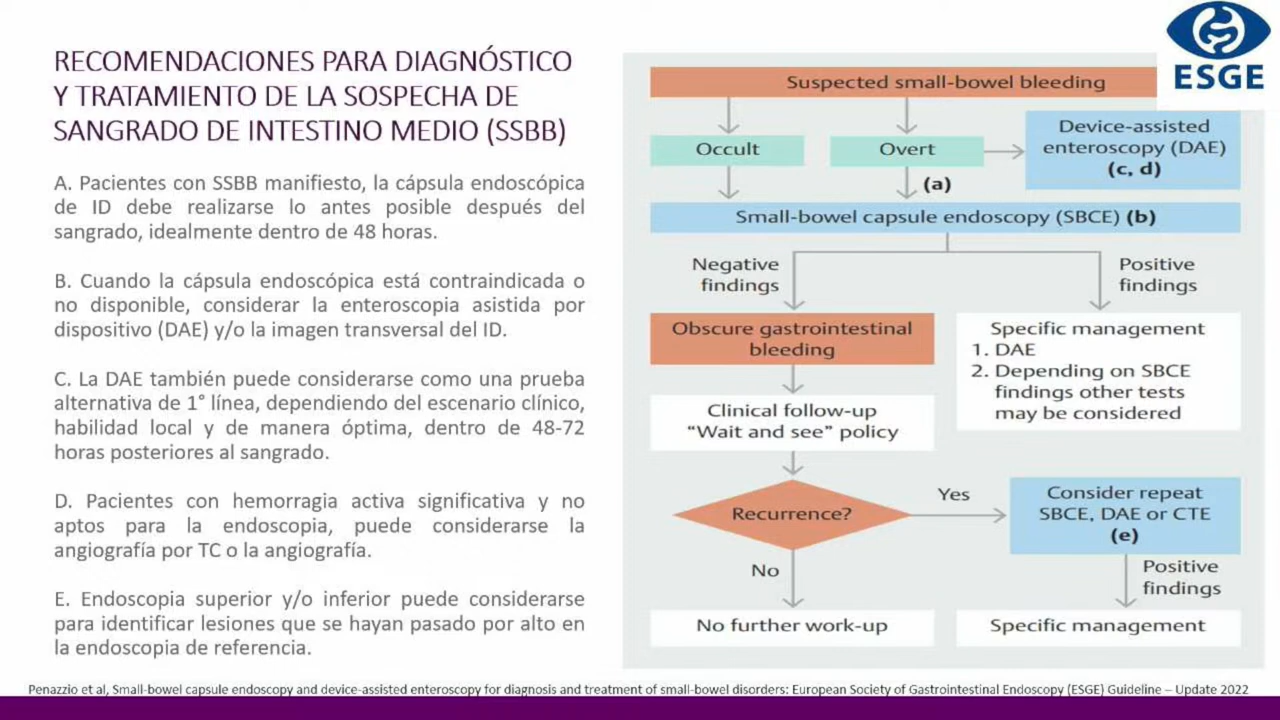 RECOMENDACIONES PARA DIAGNÓSTICO
Y TRATAMIENTO DE LA SOSPECHA DE
SANGRADO DE INTESTINO MEDIO (SSBB)
A. Pacientes con SSBB manifiesto, la cápsula endoscópica
de ID debe realizarse lo antes posible después del
sangrado, idealmente dentro de 48 horas.
B. Cuando la cápsula endoscópica está contraindicada o
no disponible, considerar la enteroscopia asistida por
dispositivo (DAE) y/o la imagen transversal del ID.
C. La DAE también puede considerarse como una prueba
alternativa de 1° línea, dependiendo del escenario clínico,
habilidad local y de manera óptima, dentro de 48-72
horas posteriores al sangrado.
D. Pacientes con hemorragia activa significativa y no
aptos para la endoscopia, puede considerarse la
angiografía por TC o la angiografía.
E. Endoscopia superior y/o inferior puede considerarse
para identificar lesiones que se hayan pasado por alto en
la endoscopia de referencia.
ESGE
Suspected small-bowel bleeding
Occult
Overt
Device-assisted
enteroscopy (DAE)
(c, d)
(a)
Small-bowel capsule endoscopy (SBCE) (b)
Negative
findings
Positive
findings
Obscure gastrointestinal
bleeding
Specific management
1. DAE
2. Depending on SBCE
findings other tests
may be considered
Clinical follow-up
“Wait and see” policy
Recurrence?
Yes
Consider repeat
SBCE, DAE or CTE
(e)
No
Positive
findings
No further work-up
Specific management
Penazzio et al, Small-bowel capsule endoscopy and device-assisted enteroscopy for diagnosis and treatment of small-bowel disorders: European Society of Gastrointestinal Endoscopy (ESGE) Guideline – Update 2022